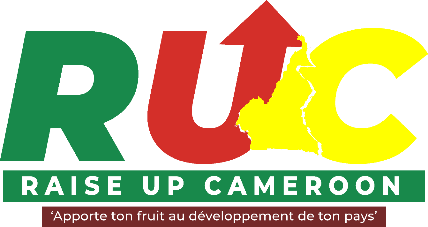 RUC
RAISE UP CAMEROON
‘Apporte ton fruit au développement de ton pays’